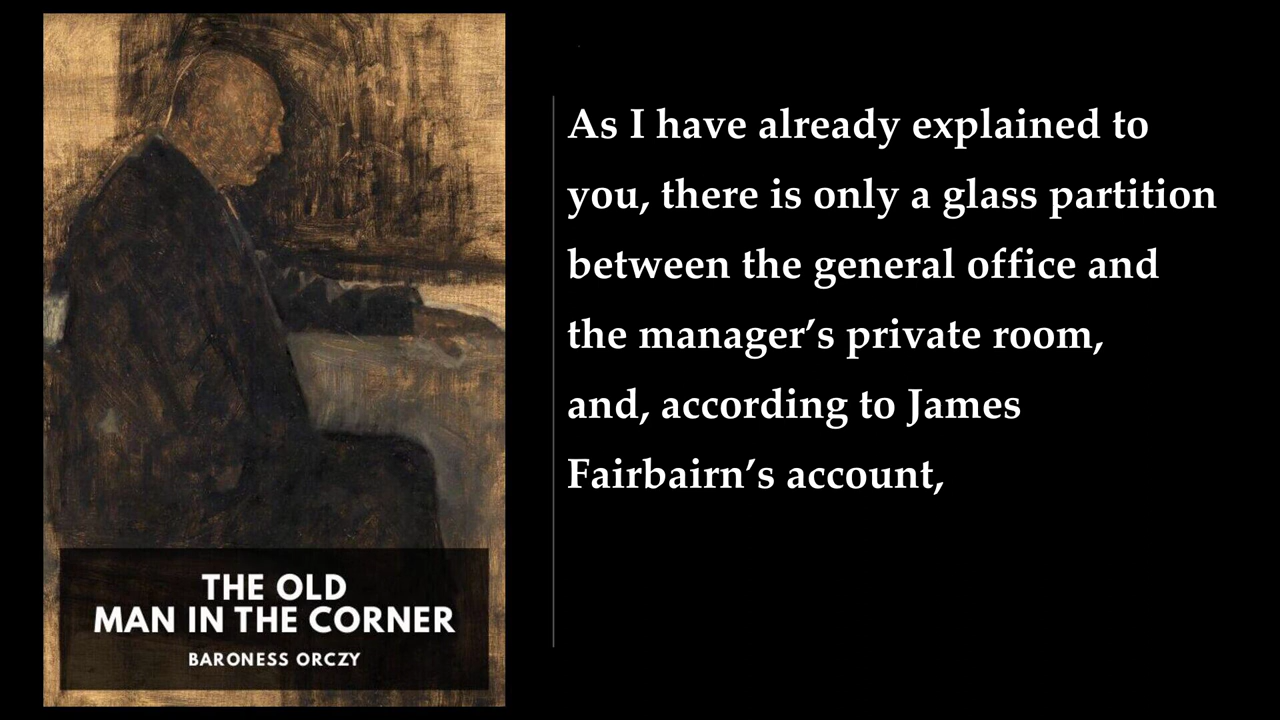 THE OLD
MAN IN THE CORNER
BARONESS ORCZY
As I have already explained to
you, there is only a glass partition
between the general office and
the manager’s private room,
and, according to James
Fairbairn’s account,